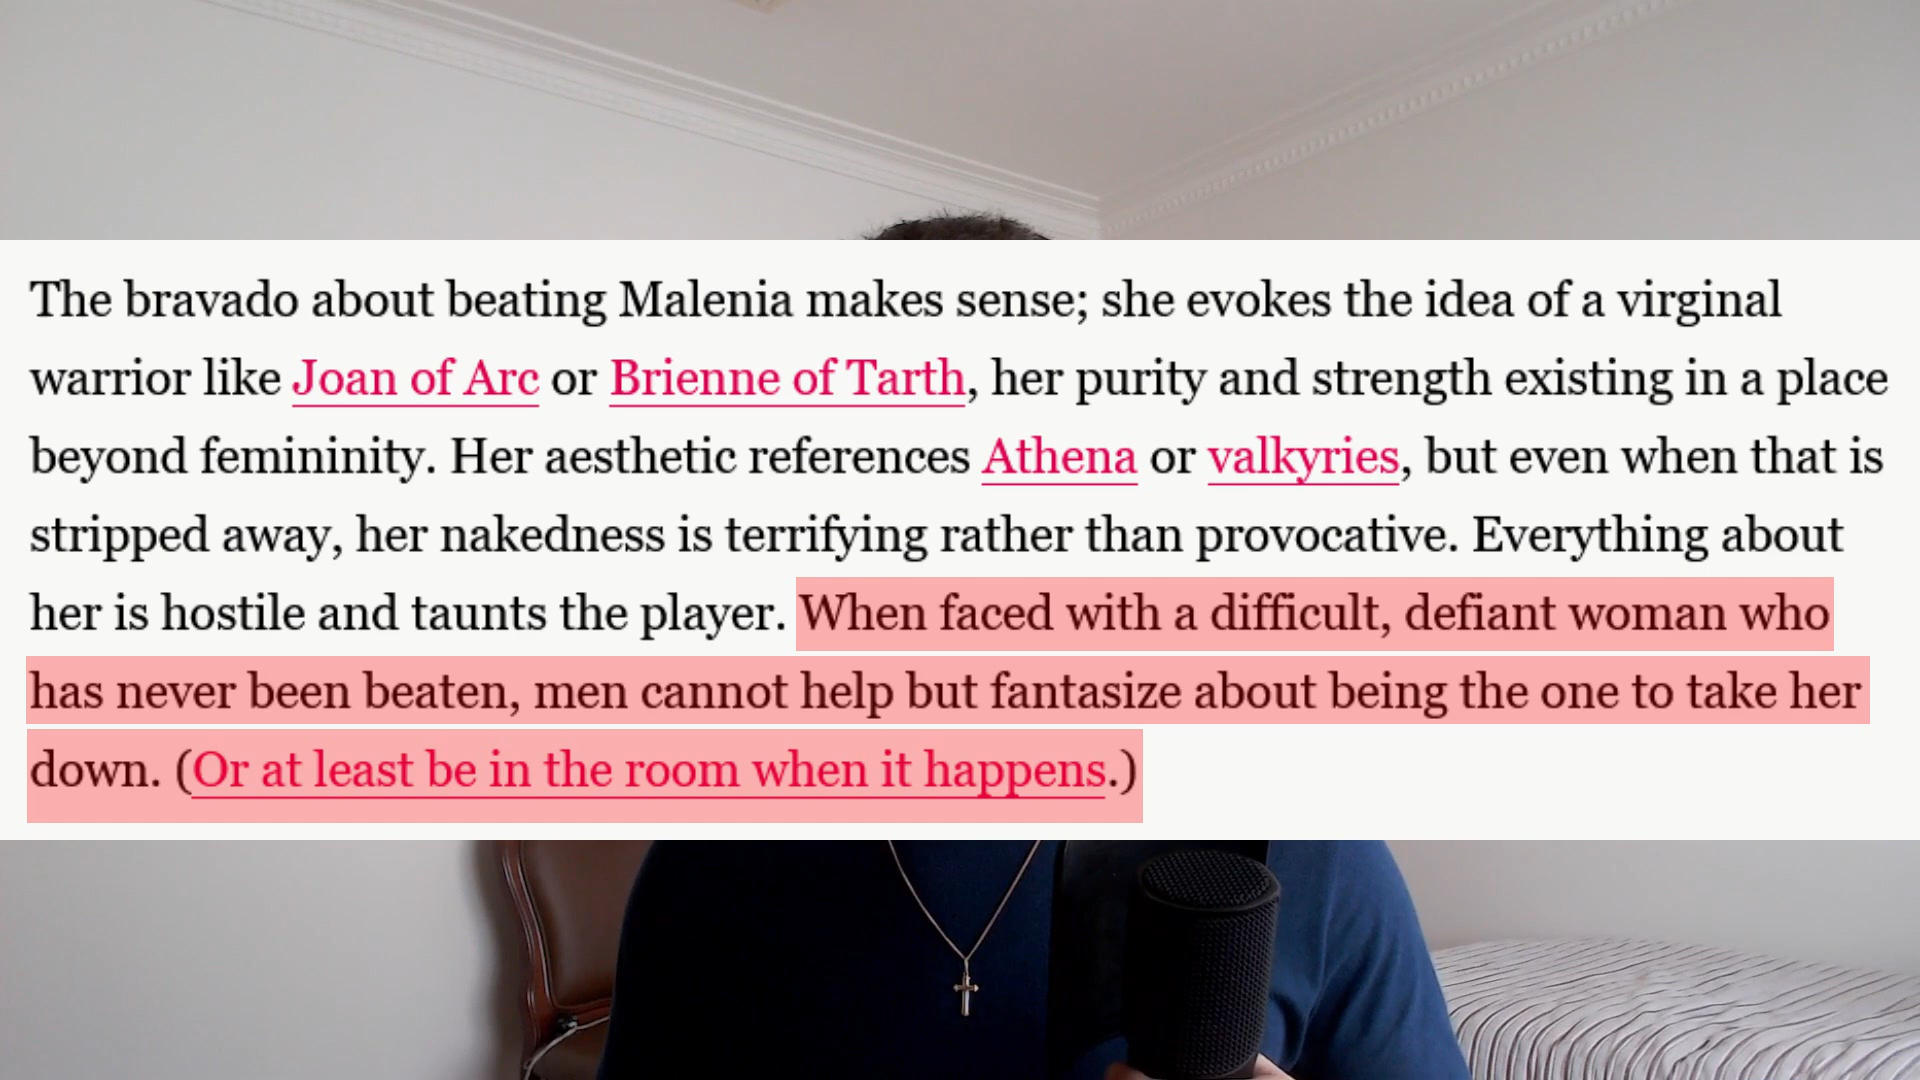 The bravado about beating Malenia makes sense; she evokes the idea of a virginal
warrior like Joan of Arc or Brienne of Tarth, her purity and strength existing in a place
beyond femininity. Her aesthetic references Athena or valkyries, but even when that is
stripped away, her nakedness is terrifying rather than provocative. Everything about
her is hostile and taunts the player. When faced with a difficult, defiant woman who
has never been beaten, men cannot help but fantasize about being the one to take her
down. (Or at least be in the room when it happens.)